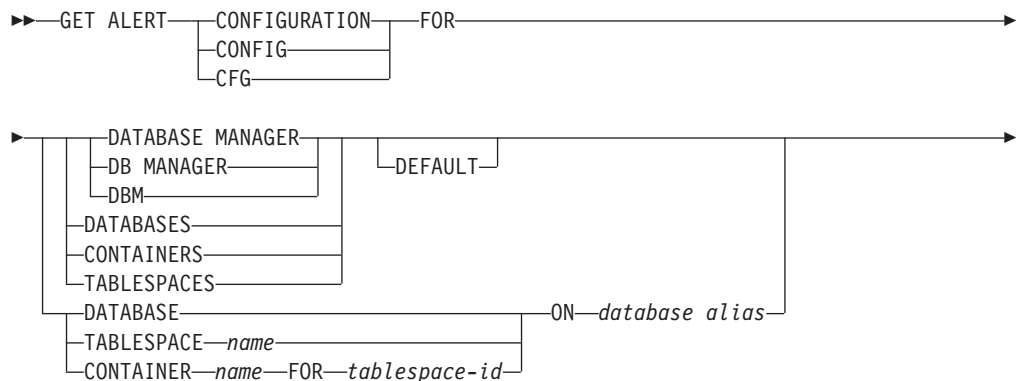 GET ALERT CONFIGURATION FOR
CONFIG
CFG
DATABASE MANAGER
DB MANAGER DEFAULT
DBM
DATABASES
CONTAINERS
TABLESPACES
DATABASE ON database alias
TABLESPACE name
CONTAINER name FOR tablespace-id